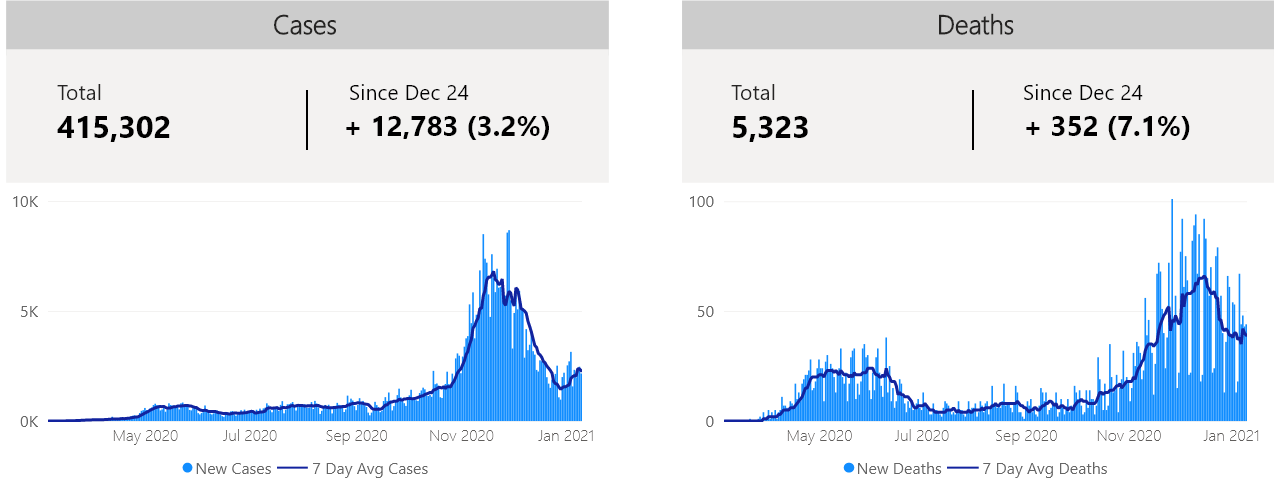 Cases
Total
Since Dec 24
415,302
+ 12,783 (3.2%)
10K
5K
0K
May 2020
Jul 2020
Sep 2020
Nov 2020
Jan 2021
New Cases
7 Day Avg Cases
Deaths
Total
Since Dec 24
5,323
+ 352 (7.1%)
100
50
0
May 2020
Jul 2020
Sep 2020
Nov 2020
Jan 2021
New Deaths
7 Day Avg Deaths